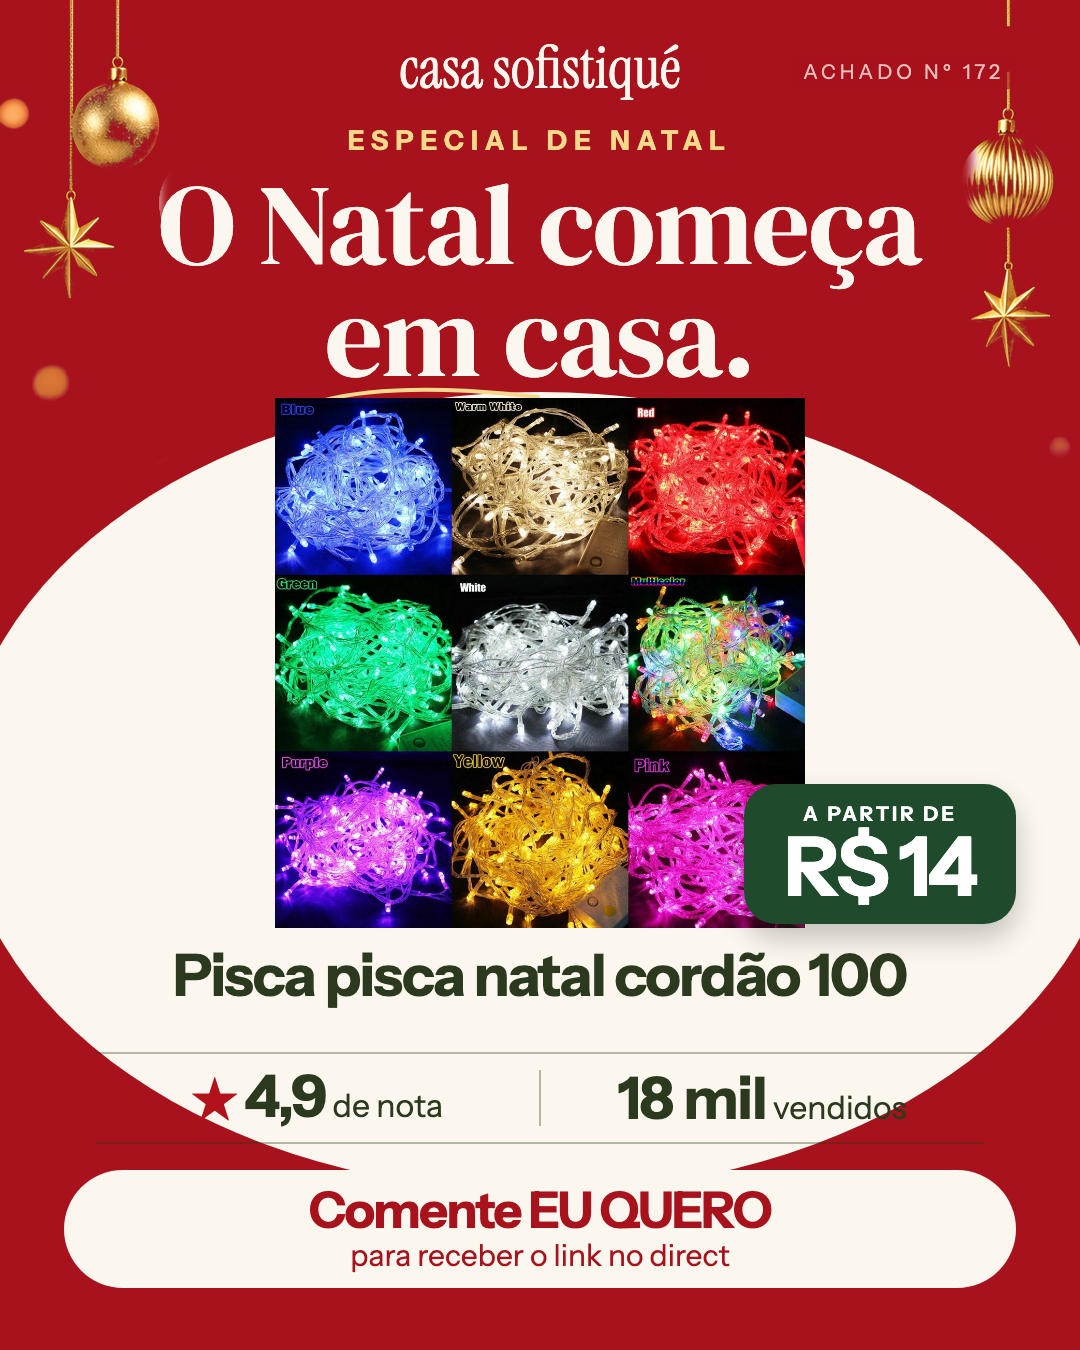 casa sofistiqué
ACHADO Nº 172
ESPECIAL DE NATAL
O Natal começa
em casa.
Blue
Warm White
Red
Green
White
Multicolor
Purple
Yellow
Pink
A PARTIR DE
R$14
Pisca pisca natal cordão 100
4,9 de nota
18 mil vendidos
Comente EU QUERO
para receber o link no direct